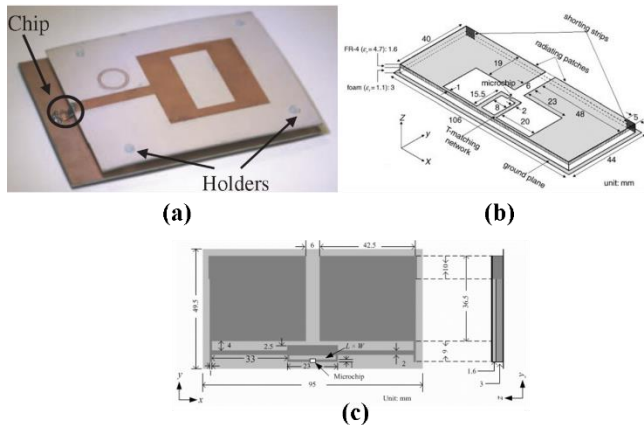 Chip
Holders
(a)
shorting strips
radiating patches
40
FR-4 (εr = 4.7): 1.6
19
microchip
6
foam (εr = 1.1): 3
1
15.5
23
8
2
48
5
106
20
Z
y
x
T-matching
network
ground plane
44
unit: mm
(b)
6
42.5
49.5
10
36.5
4
2.5
L × W
9
33
23
2
Microchip
1.6
3
95
y
x
Unit: mm
z
y
(c)